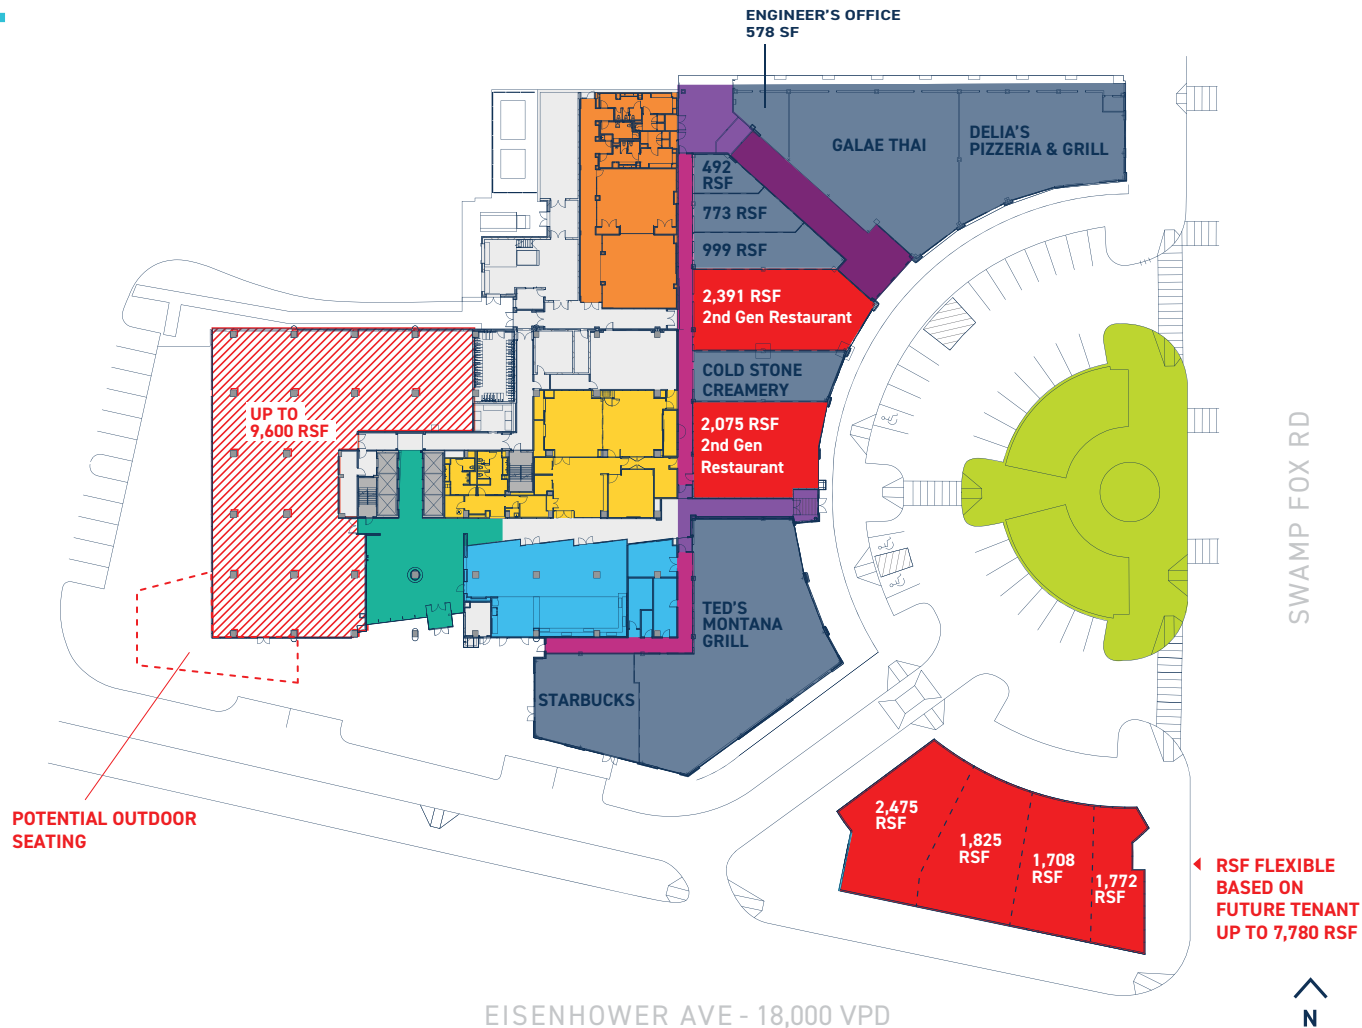 ENGINEER'S OFFICE
578 SF
GALAE THAI
DELIA'S
PIZZERIA & GRILL
492
RSF
773 RSF
999 RSF
2,391 RSF
2nd Gen Restaurant
COLD STONE
CREAMERY
2,075 RSF
2nd Gen
Restaurant
UP TO
9,600 RSF
SWAMP FOX RD
TED'S
MONTANA
GRILL
STARBUCKS
POTENTIAL OUTDOOR
SEATING
2,475
RSF
1,825
RSF
1,708
RSF
1,772
RSF
RSF FLEXIBLE
BASED ON
FUTURE TENANT
UP TO 7,780 RSF
EISENHOWER AVE - 18,000 VPD
N